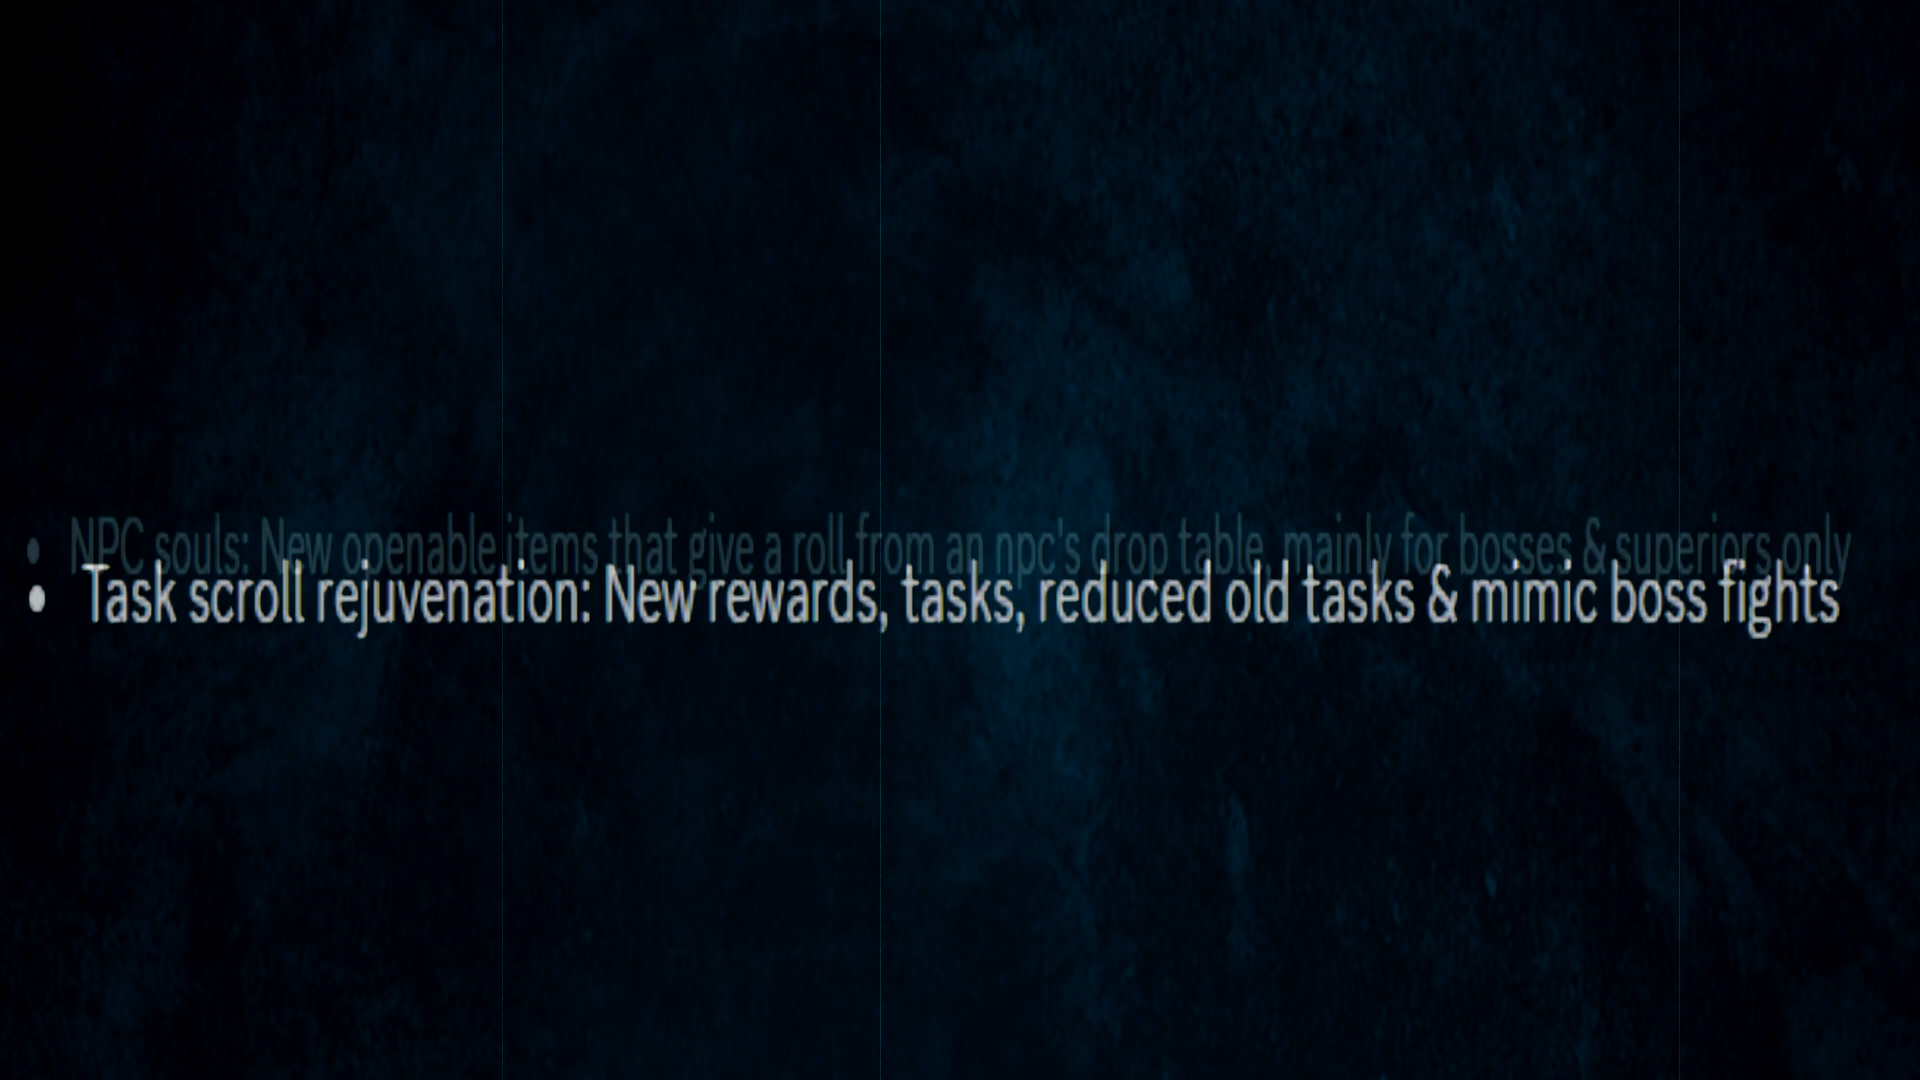 • NPC souls: New openable items that give a roll from an npc's drop table, mainly for bosses & superiors only
• Task scroll rejuvenation: New rewards, tasks, reduced old tasks & mimic boss fights